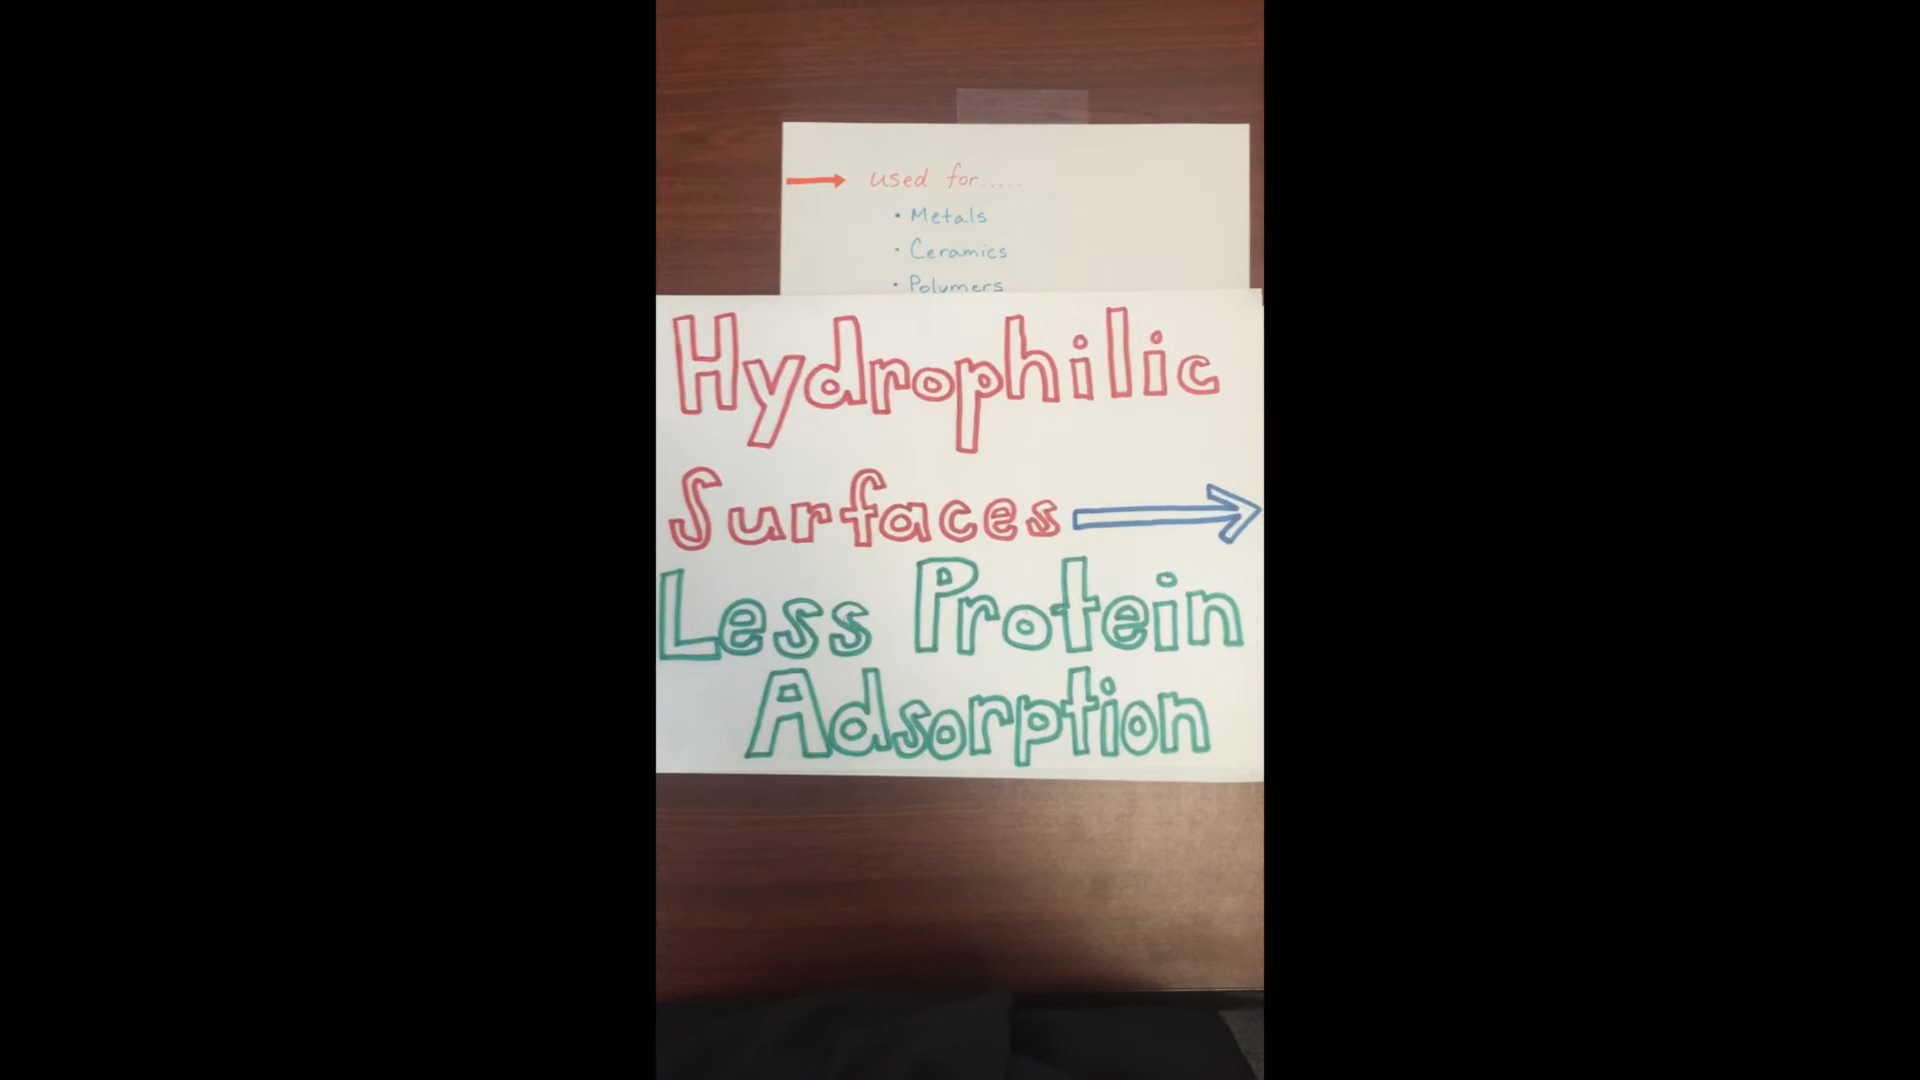 used for.....
• Metals
• Ceramics
• Polymers
Hydrophilic
Surfaces →
Less Protein
Adsorption